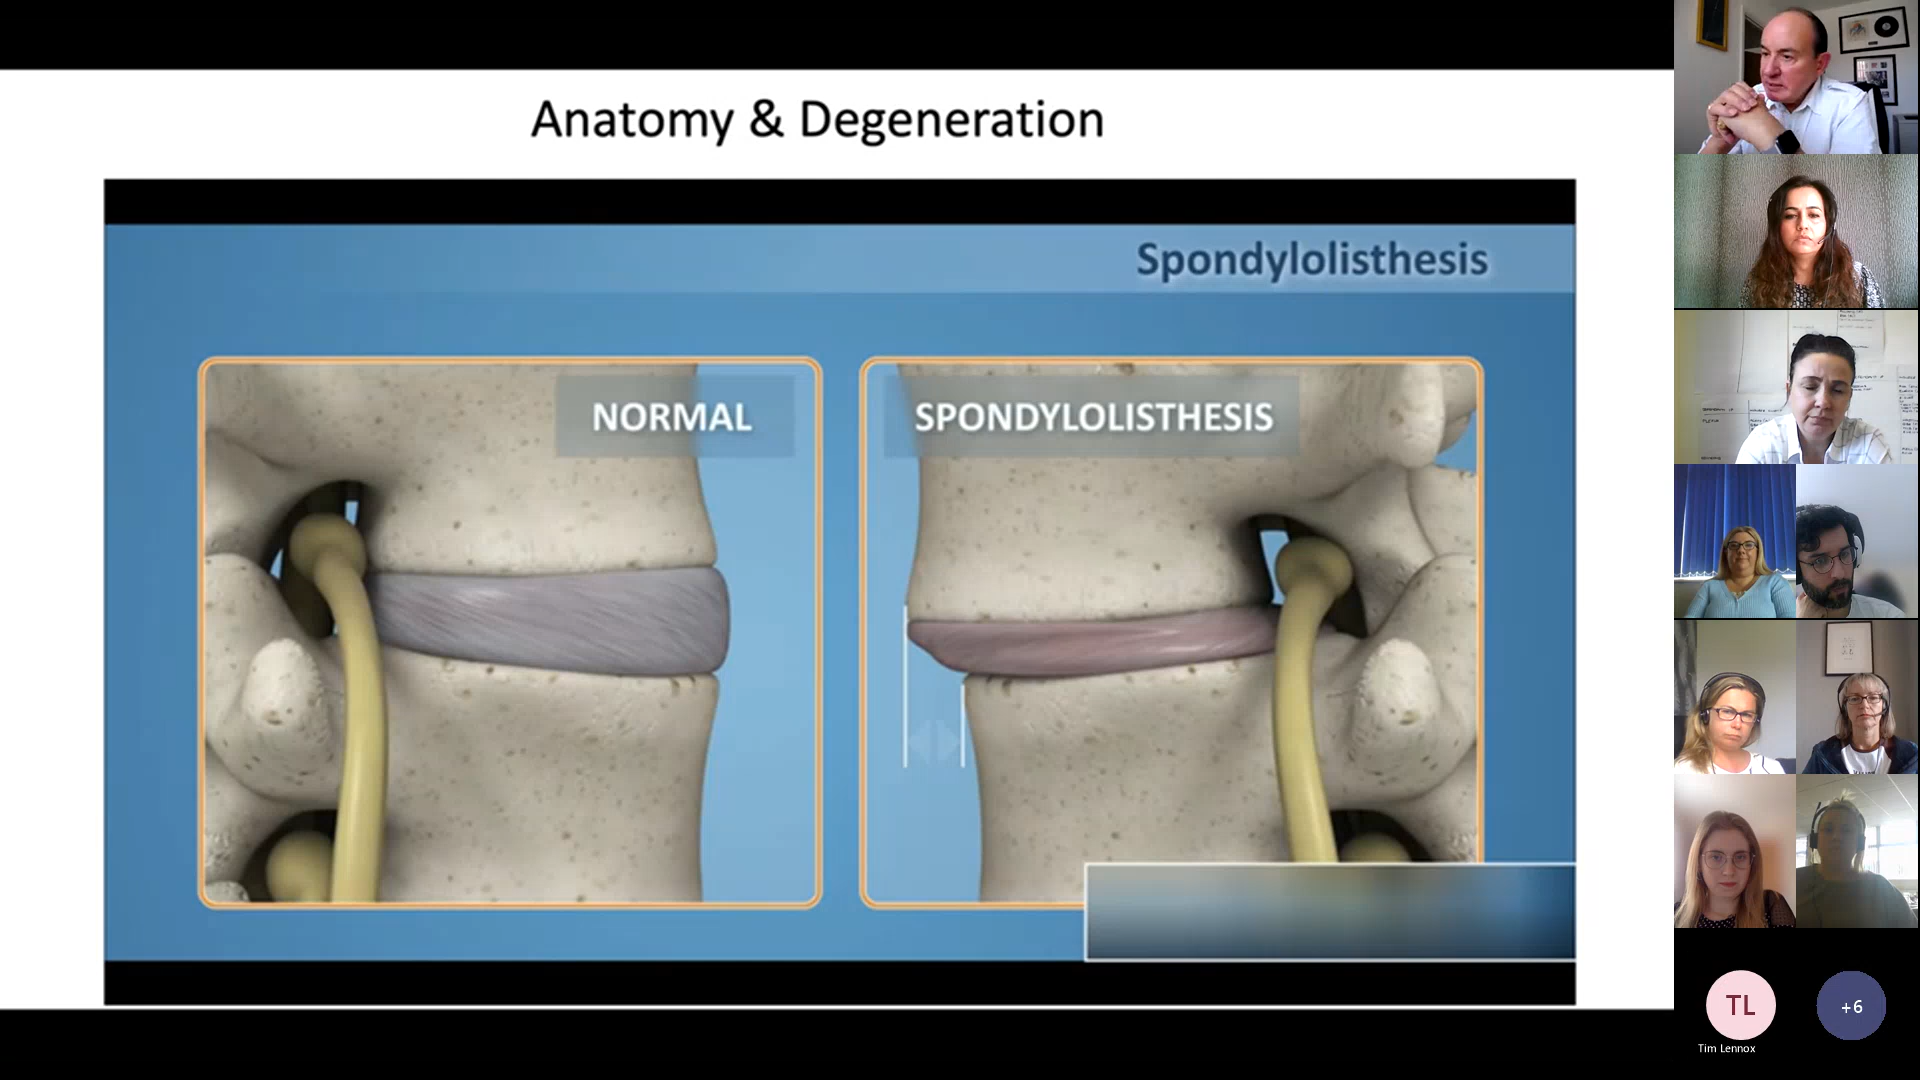 Anatomy & Degeneration
Spondylolisthesis
NORMAL
SPONDYLOLISTHESIS
TL
+6
Tim Lennox